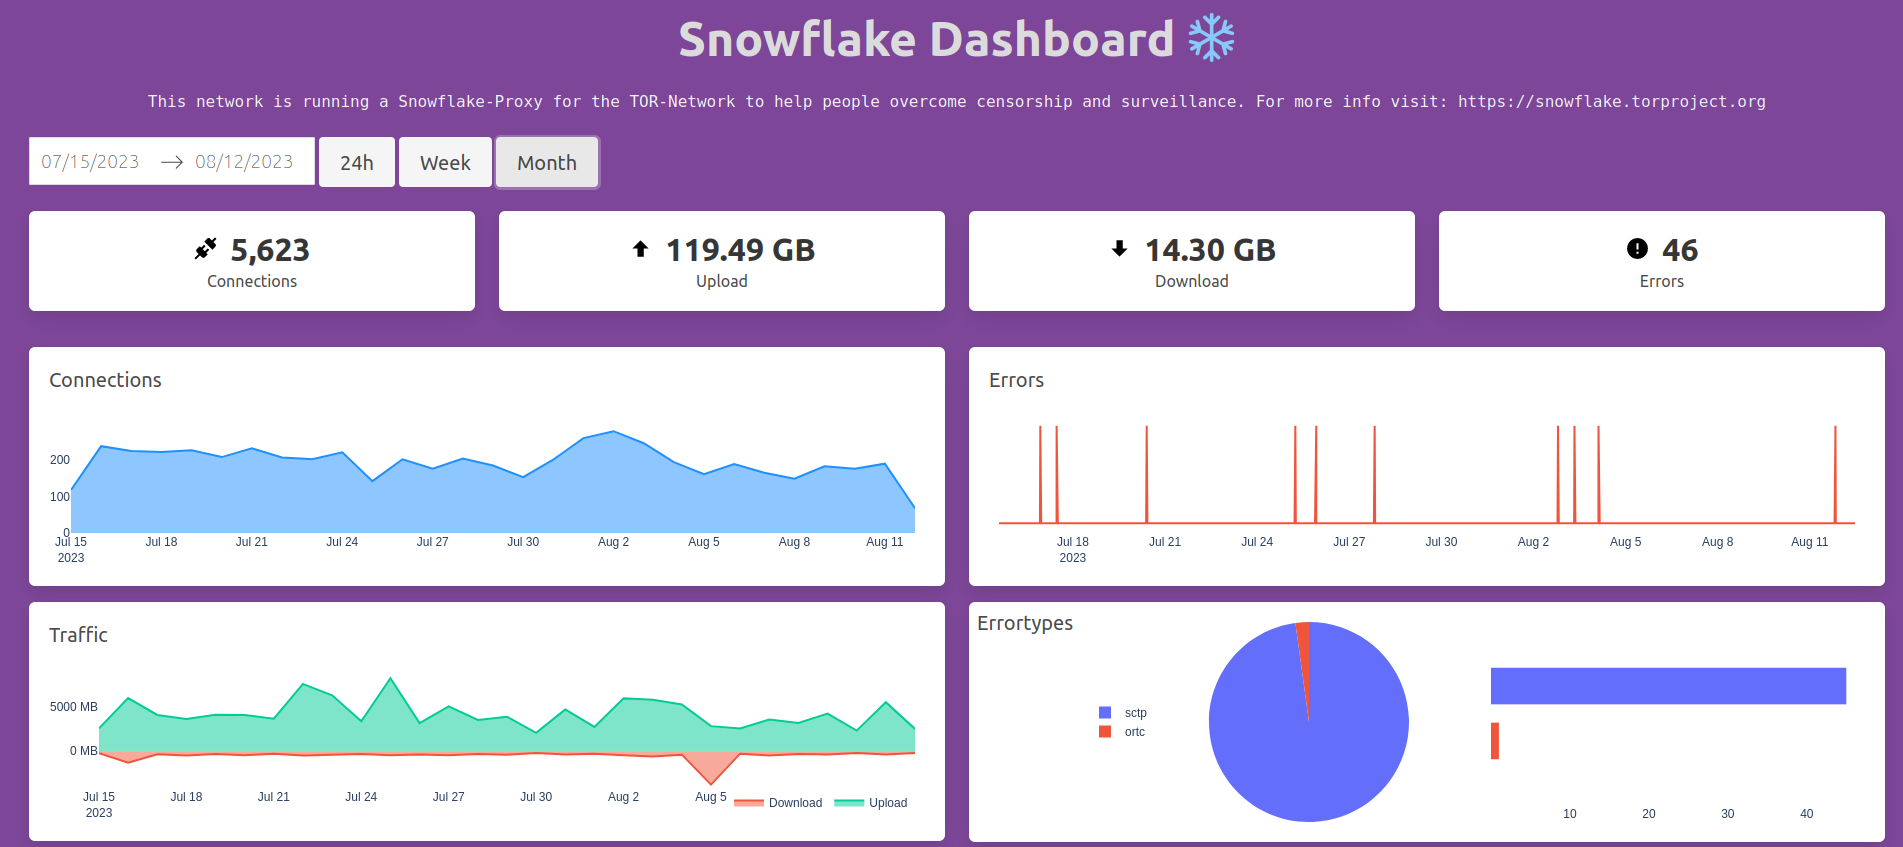 Snowflake Dashboard
This network is running a Snowflake-Proxy for the TOR-Network to help people overcome censorship and surveillance. For more info visit: https://snowflake.torproject.org
07/15/2023 → 08/12/2023 24h Week Month
5,623
Connections
119.49 GB
Upload
14.30 GB
Download
46
Errors
Connections
200
100
0
Jul 15 Jul 18 Jul 21 Jul 24 Jul 27 Jul 30 Aug 2 Aug 5 Aug 8 Aug 11
2023
Errors
Jul 18 Jul 21 Jul 24 Jul 27 Jul 30 Aug 2 Aug 5 Aug 8 Aug 11
2023
Traffic
5000 MB
0 MB
Jul 15 Jul 18 Jul 21 Jul 24 Jul 27 Jul 30 Aug 2 Aug 5
2023
Download Upload
Errortypes
sctp
ortc
10 20 30 40